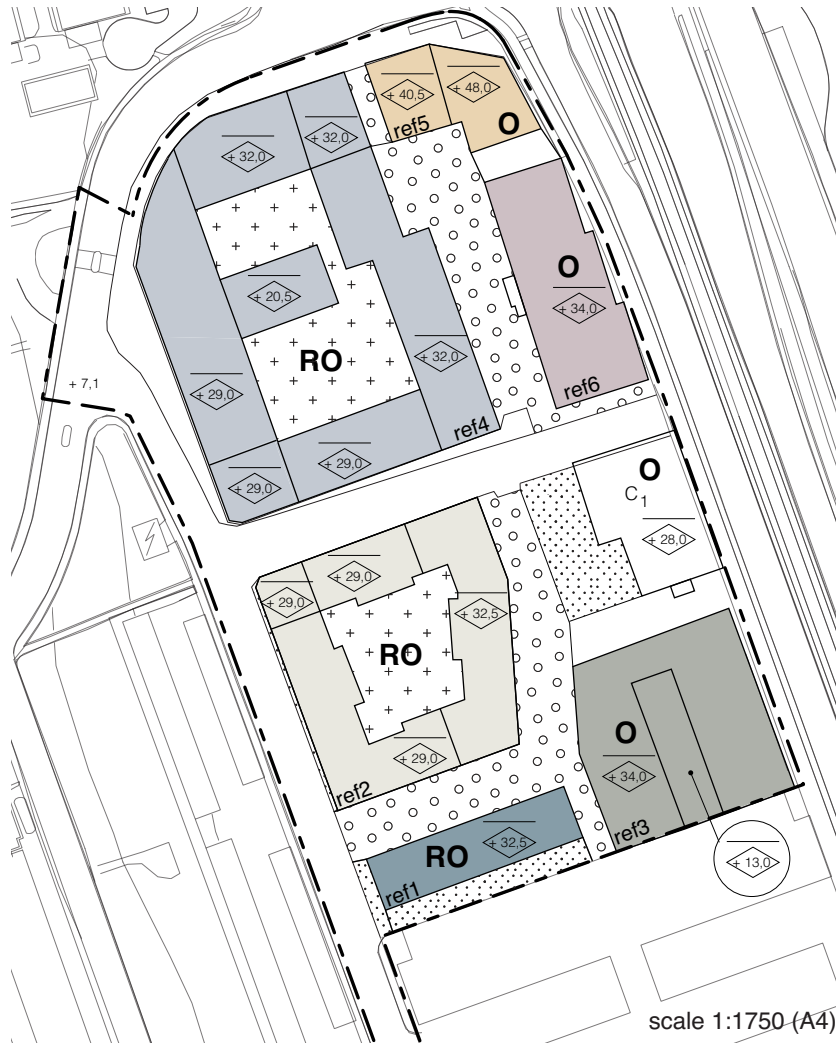 + 48,0
+ 40,5
ref5
O
+ 32,0
+ 32,0
O
+ 20,5
+ 34,0
+ 32,0
RO
+ 7,1
+ 29,0
ref6
ref4
+ 29,0
+ 29,0
O
C1
+ 28,0
+ 29,0
+ 29,0
+ 32,5
RO
O
+ 29,0
+ 34,0
ref2
ref3
+ 32,5
RO
+ 13,0
ref1
scale 1:1750 (A4)